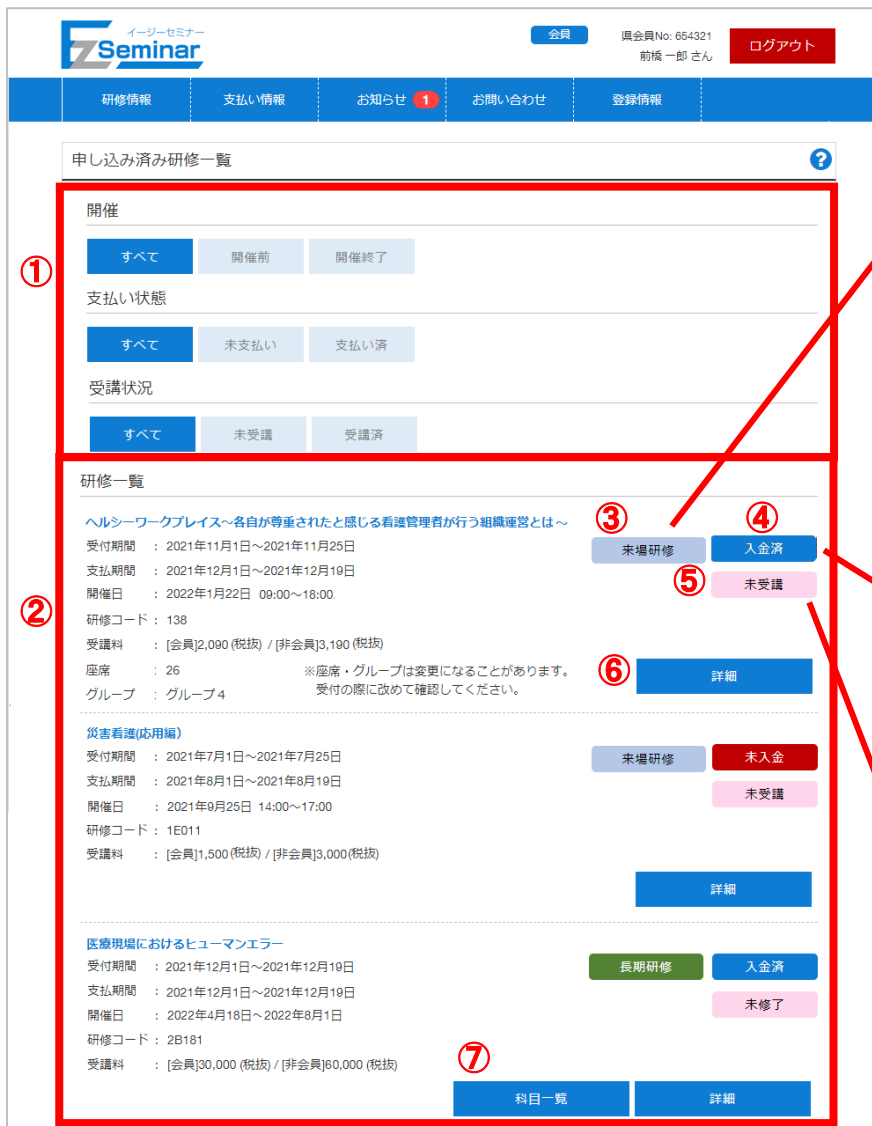 イージーセミナー
EZ Seminar
会員
県会員No: 654321
前橋 一郎 さん
ログアウト
研修情報 支払い情報 お知らせ 1 お問い合わせ 登録情報
申し込み済み研修一覧 ?
①
開催
すべて 開催前 開催終了
支払い状態
すべて 未支払い 支払い済
受講状況
すべて 未受講 受講済
②
研修一覧
ヘルシーワークプレイス~各自が尊重されたと感じる看護管理者が行う組織運営とは~
③ 来場研修 ④ 入金済
受付期間 : 2021年11月1日~2021年11月25日
支払期間 : 2021年12月1日~2021年12月19日
⑤ 未受講
開催日 : 2022年1月22日 09:00~18:00
研修コード : 138
受講料 : [会員]2,090 (税抜) / [非会員]3,190 (税抜)
座席 : 26 ※座席・グループは変更になることがあります。
グループ : グループ4 受付の際に改めて確認してください。
⑥ 詳細
災害看護(応用編)
受付期間 : 2021年7月1日~2021年7月25日 来場研修 未入金
支払期間 : 2021年8月1日~2021年8月19日
開催日 : 2021年9月25日 14:00~17:00 未受講
研修コード : 1E011
受講料 : [会員]1,500 (税抜) / [非会員]3,000(税抜)
詳細
医療現場におけるヒューマンエラー
受付期間 : 2021年12月1日~2021年12月19日 長期研修 入金済
支払期間 : 2021年12月1日~2021年12月19日
開催日 : 2022年4月18日~2022年8月1日 未修了
研修コード : 2B181
受講料 : [会員]30,000 (税抜) / [非会員]60,000 (税抜)
⑦ 科目一覧 詳細